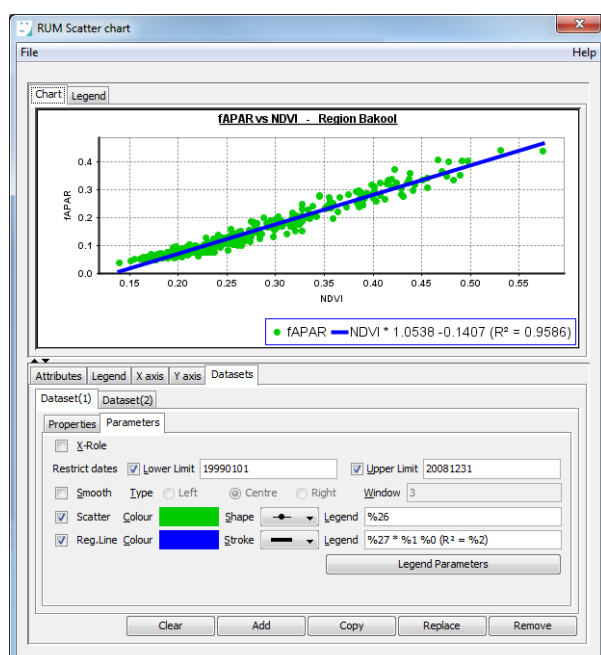 RUM Scatter chart
File Help
Chart Legend
fAPAR vs NDVI - Region Bakool
fAPAR
0.4
0.3
0.2
0.1
0.0
0.15 0.20 0.25 0.30 0.35 0.40 0.45 0.50 0.55
NDVI
fAPAR NDVI * 1.0538 -0.1407 (R² = 0.9586)
Attributes Legend X axis Y axis Datasets
Dataset(1) Dataset(2)
Properties Parameters
X-Role
Restrict dates Lower Limit 19990101 Upper Limit 20081231
Smooth Type Left Centre Right Window 3
Scatter Colour Shape Legend %26
Reg.Line Colour Stroke Legend %27 * %1 %0 (R² = %2)
Legend Parameters
Clear Add Copy Replace Remove